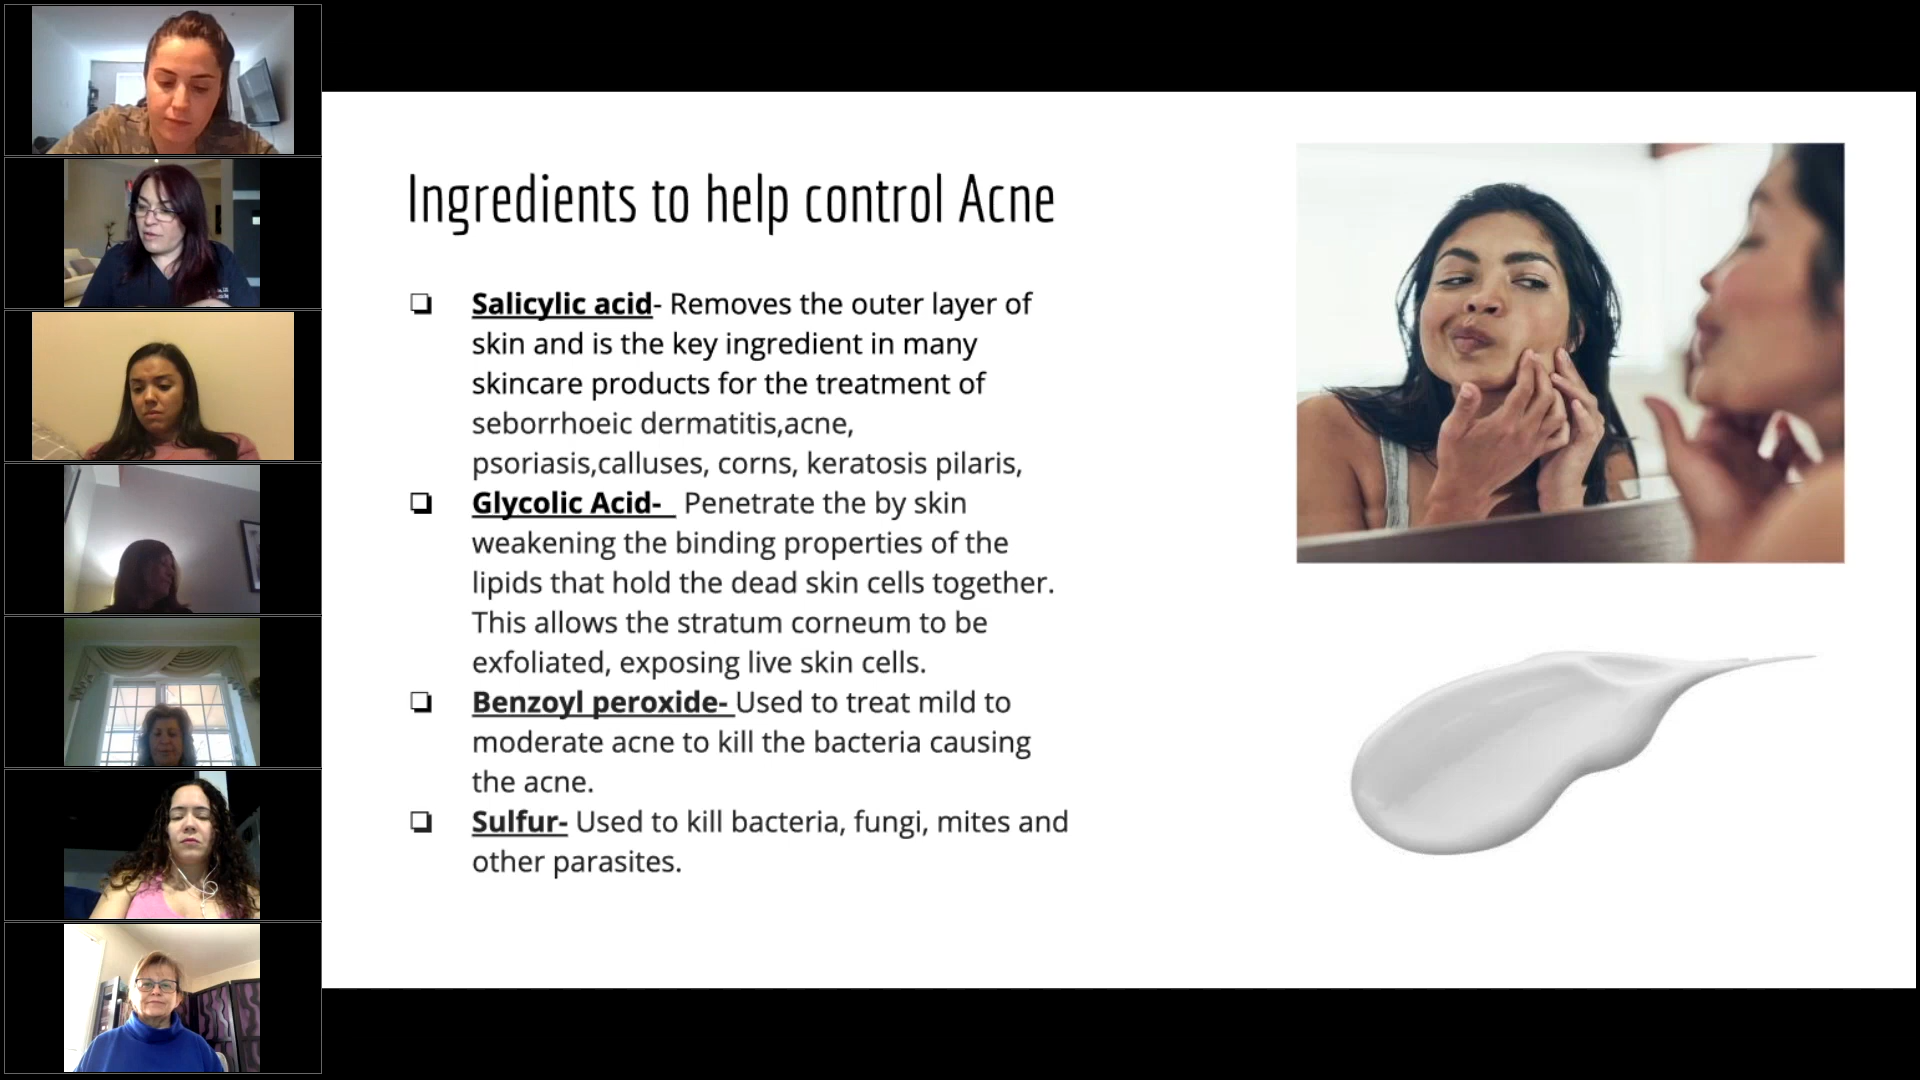 Ingredients to help control Acne
Salicylic acid- Removes the outer layer of
skin and is the key ingredient in many
skincare products for the treatment of
seborrhoeic dermatitis,acne,
psoriasis,calluses, corns, keratosis pilaris,
Glycolic Acid- Penetrate the by skin
weakening the binding properties of the
lipids that hold the dead skin cells together.
This allows the stratum corneum to be
exfoliated, exposing live skin cells.
Benzoyl peroxide- Used to treat mild to
moderate acne to kill the bacteria causing
the acne.
Sulfur- Used to kill bacteria, fungi, mites and
other parasites.